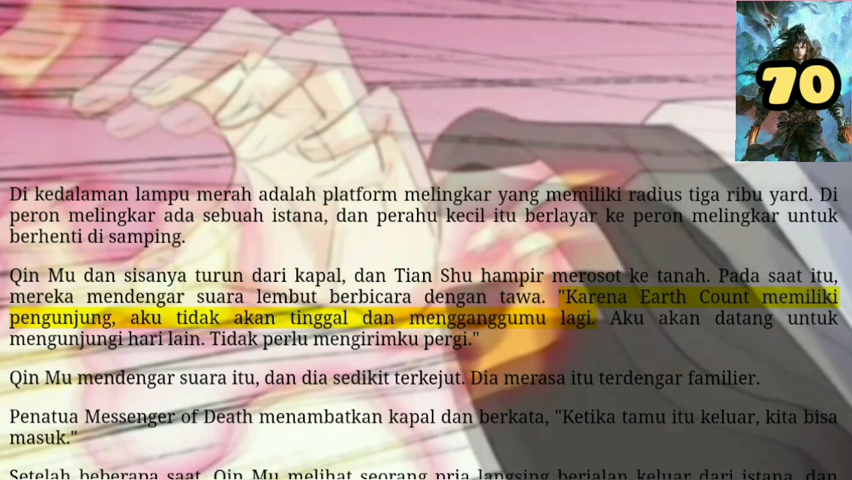 70
Di kedalaman lampu merah adalah platform melingkar yang memiliki radius tiga ribu yard. Di
peron melingkar ada sebuah istana, dan perahu kecil itu berlayar ke peron melingkar untuk
berhenti di samping.
Qin Mu dan sisanya turun dari kapal, dan Tian Shu hampir merosot ke tanah. Pada saat itu,
mereka mendengar suara lembut berbicara dengan tawa. "Karena Earth Count memiliki
pengunjung, aku tidak akan tinggal dan mengganggumu lagi. Aku akan datang untuk
mengunjungi hari lain. Tidak perlu mengirimku pergi."
Qin Mu mendengar suara itu, dan dia sedikit terkejut. Dia merasa itu terdengar familier.
Penatua Messenger of Death menambatkan kapal dan berkata, "Ketika tamu itu keluar, kita bisa
masuk."
Setelah beberapa saat, Qin Mu melihat seorang pria langsing berjalan keluar dari istana, dan